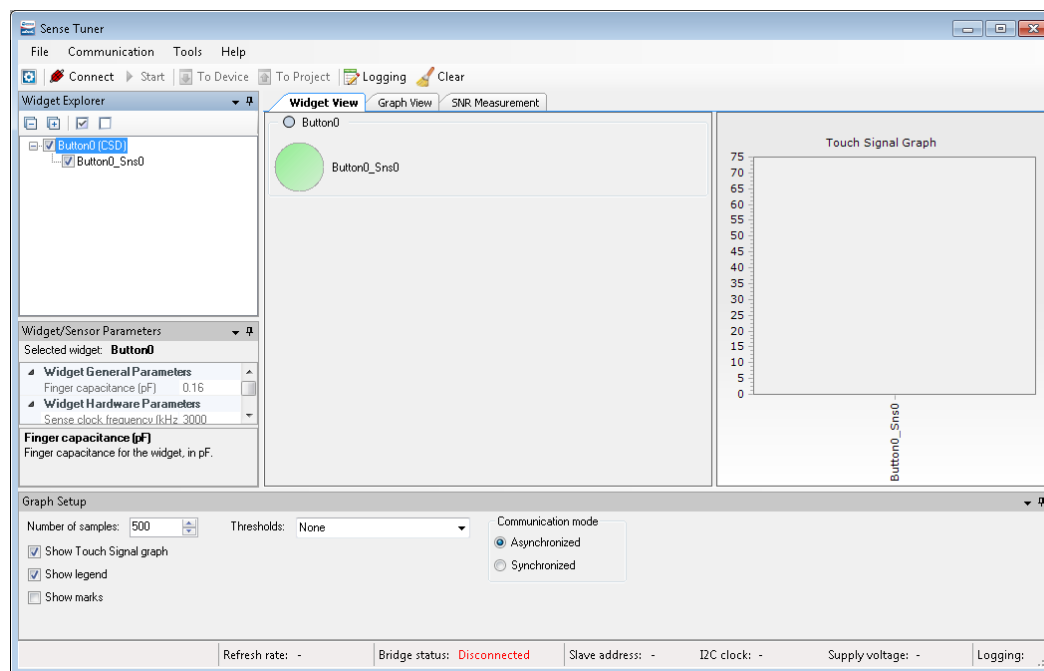 Sense Tuner
File Communication Tools Help
Connect Start To Device To Project Logging Clear
Widget Explorer
Button0 (CSD)
Button0_Sns0
Widget/Sensor Parameters
Selected widget: Button0
Widget General Parameters
Finger capacitance (pF) 0.16
Widget Hardware Parameters
Sense clock frequency (kHz 3000
Finger capacitance (pF)
Finger capacitance for the widget, in pF.
Widget View Graph View SNR Measurement
Button0
Button0_Sns0
Touch Signal Graph
75
70
65
60
55
50
45
40
35
30
25
20
15
10
5
0
Button0_Sns0
Graph Setup
Number of samples: 500 Thresholds: None
Show Touch Signal graph
Show legend
Show marks
Communication mode
Asynchronized
Synchronized
Refresh rate: - Bridge status: Disconnected Slave address: - I2C clock: - Supply voltage: - Logging: